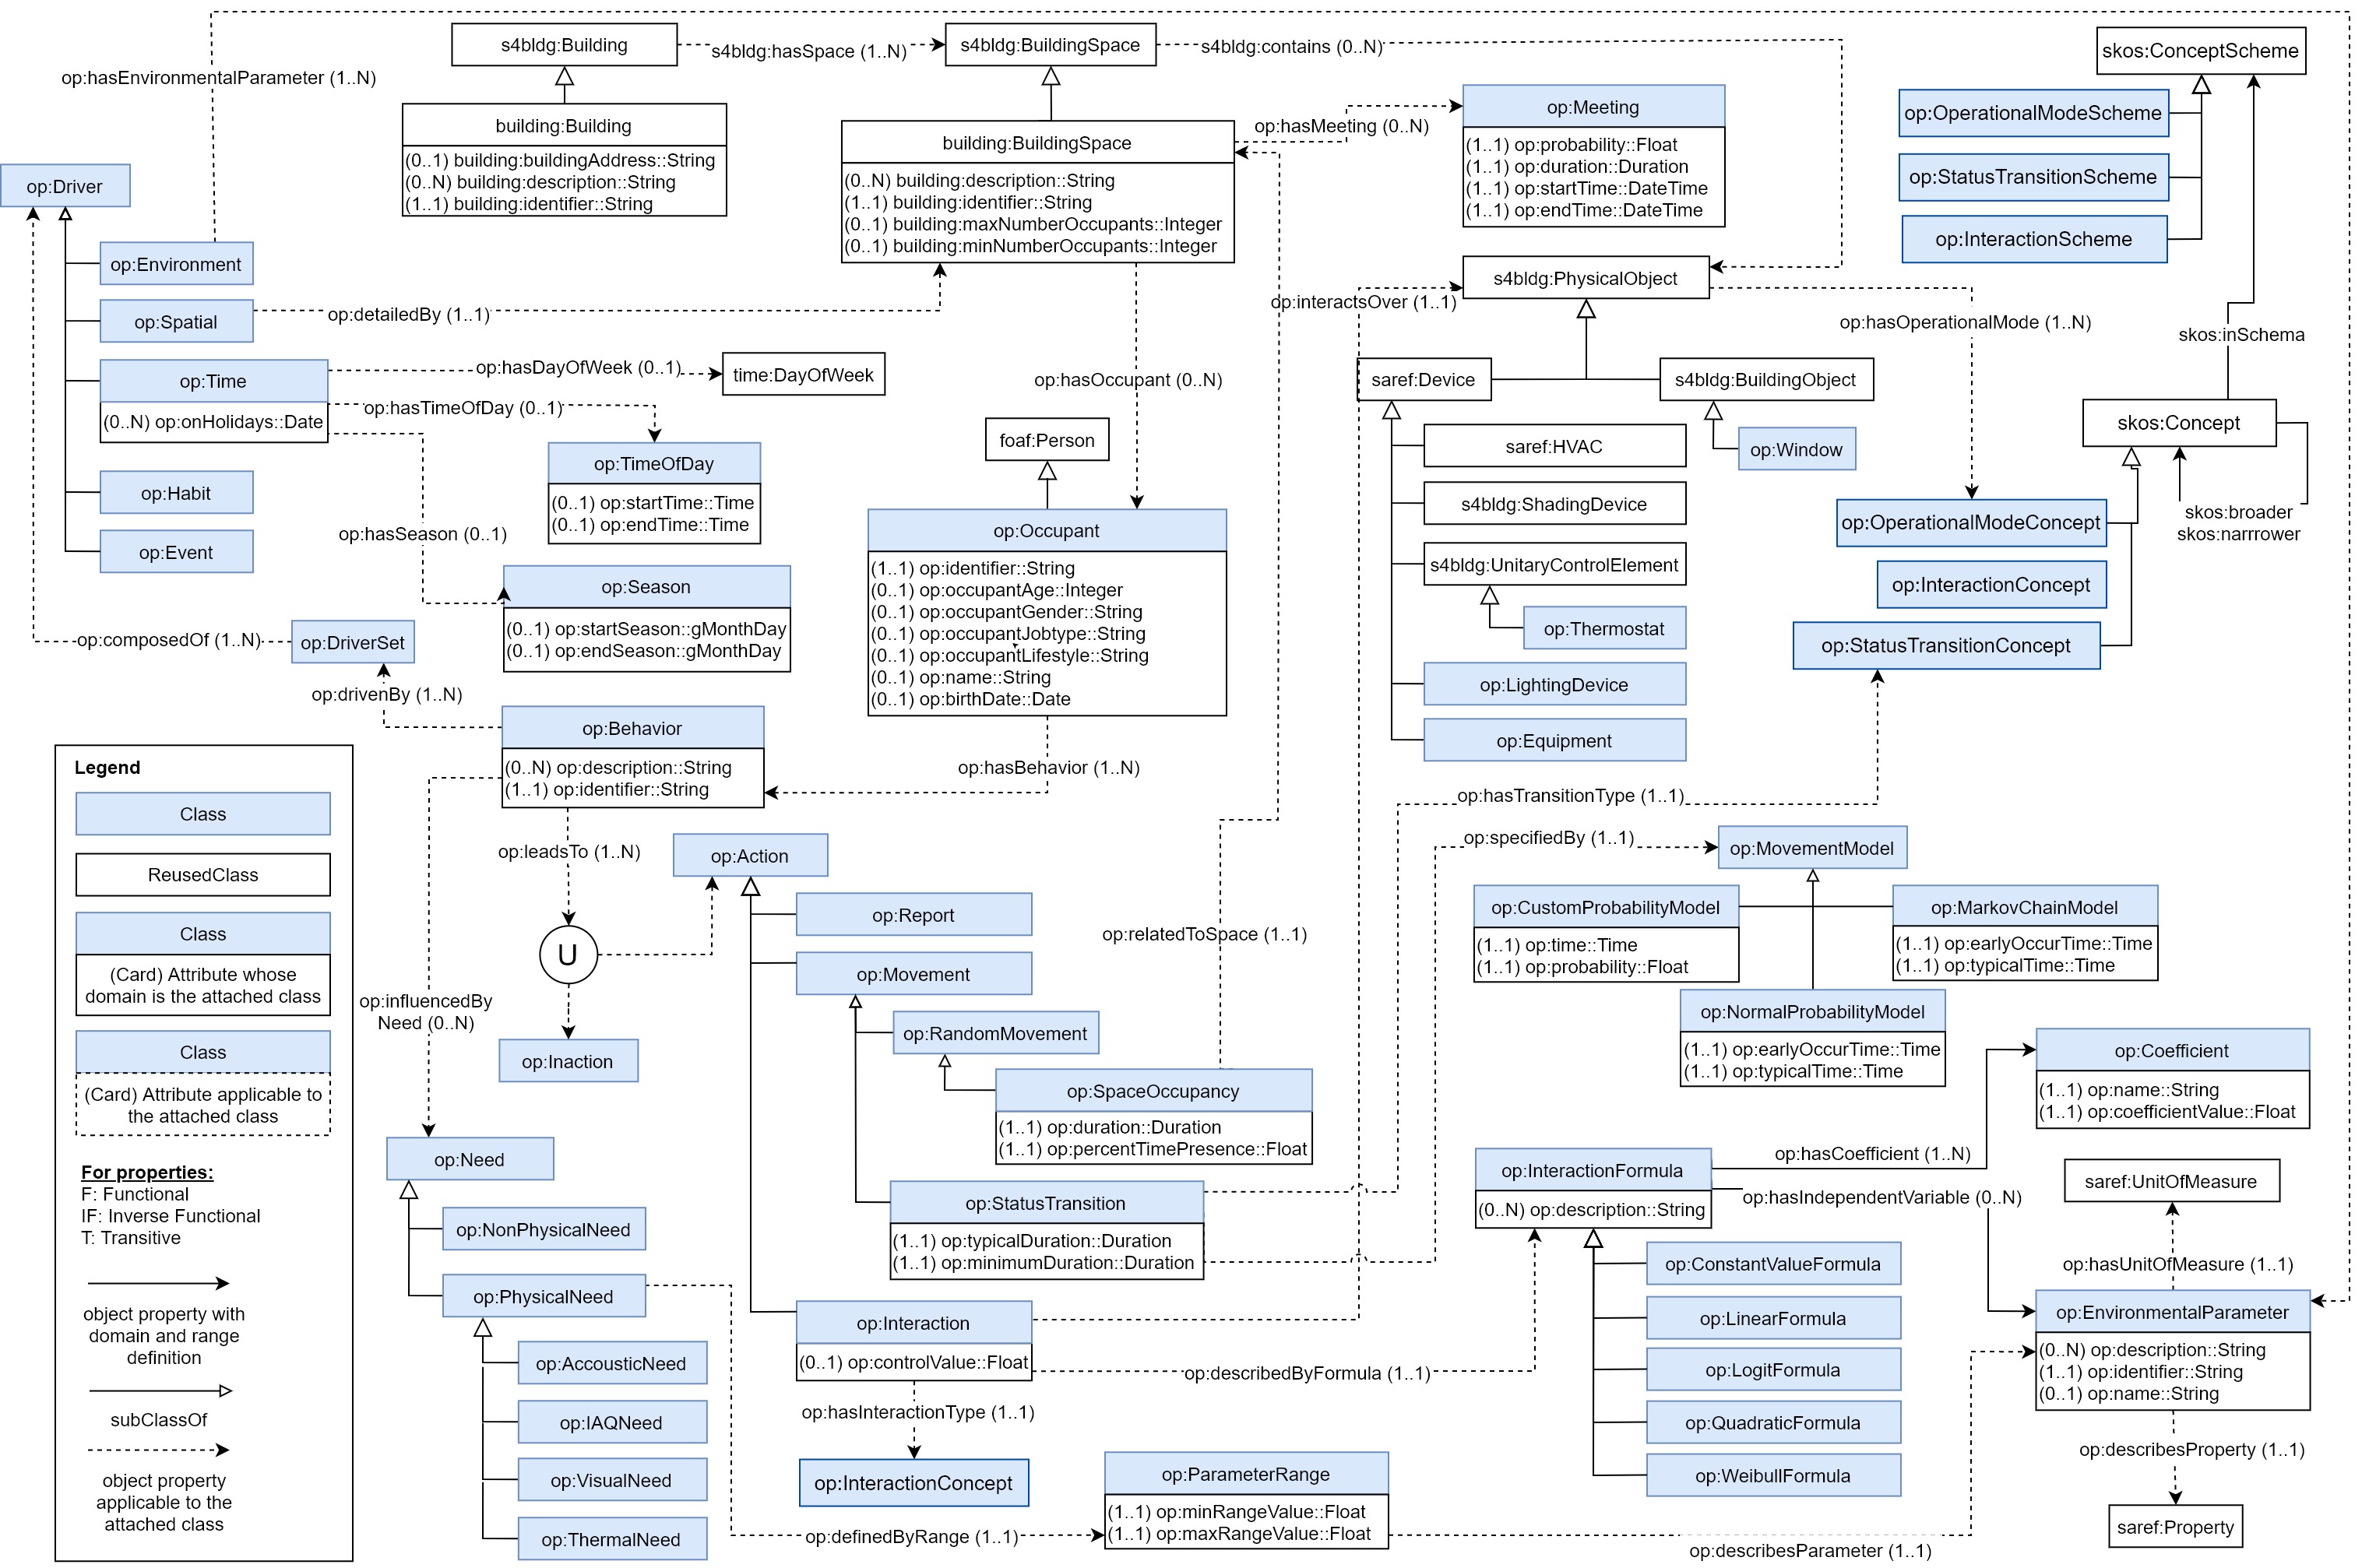 s4bldg:Building
s4bldg:hasSpace (1..N)
s4bldg:BuildingSpace
s4bldg:contains (0..N)
skos:ConceptScheme
op:hasEnvironmentalParameter (1..N)
building:Building
(0..1) building:buildingAddress::String
(0..N) building:description::String
(1..1) building:identifier::String
building:BuildingSpace
(0..N) building:description::String
(1..1) building:identifier::String
(0..1) building:maxNumberOccupants::Integer
(0..1) building:minNumberOccupants::Integer
op:hasMeeting (0..N)
op:Meeting
(1..1) op:probability::Float
(1..1) op:duration::Duration
(1..1) op:startTime::DateTime
(1..1) op:endTime::DateTime
op:OperationalModeScheme
op:StatusTransitionScheme
op:InteractionScheme
op:Driver
op:Environment
op:Spatial
op:detailedBy (1..1)
op:Time
(0..N) op:onHolidays::Date
op:hasDayOfWeek (0..1)
time:DayOfWeek
op:hasTimeOfDay (0..1)
op:TimeOfDay
(0..1) op:startTime::Time
(0..1) op:endTime::Time
op:Habit
op:Event
op:hasSeason (0..1)
op:Season
(0..1) op:startSeason::gMonthDay
(0..1) op:endSeason::gMonthDay
op:composedOf (1..N)
op:DriverSet
op:drivenBy (1..N)
op:hasOccupant (0..N)
foaf:Person
op:Occupant
(1..1) op:identifier::String
(0..1) op:occupantAge::Integer
(0..1) op:occupantGender::String
(0..1) op:occupantJobtype::String
(0..1) op:occupantLifestyle::String
(0..1) op:name::String
(0..1) op:birthDate::Date
op:hasBehavior (1..N)
op:interactsOver (1..1)
s4bldg:PhysicalObject
op:hasOperationalMode (1..N)
skos:inSchema
saref:Device
s4bldg:BuildingObject
skos:Concept
saref:HVAC
op:Window
s4bldg:ShadingDevice
skos:broader
skos:narrrower
op:OperationalModeConcept
s4bldg:UnitaryControlElement
op:InteractionConcept
op:Thermostat
op:StatusTransitionConcept
op:LightingDevice
op:Equipment
op:Behavior
(0..N) op:description::String
(1..1) op:identifier::String
op:leadsTo (1..N)
op:Action
U
op:Inaction
op:influencedBy
Need (0..N)
op:Report
op:Movement
op:RandomMovement
op:SpaceOccupancy
(1..1) op:duration::Duration
(1..1) op:percentTimePresence::Float
op:relatedToSpace (1..1)
op:StatusTransition
(1..1) op:typicalDuration::Duration
(1..1) op:minimumDuration::Duration
op:hasTransitionType (1..1)
op:specifiedBy (1..1)
op:MovementModel
op:CustomProbabilityModel
(1..1) op:time::Time
(1..1) op:probability::Float
op:MarkovChainModel
(1..1) op:earlyOccurTime::Time
(1..1) op:typicalTime::Time
op:NormalProbabilityModel
(1..1) op:earlyOccurTime::Time
(1..1) op:typicalTime::Time
op:Coefficient
(1..1) op:name::String
(1..1) op:coefficientValue::Float
op:hasCoefficient (1..N)
op:InteractionFormula
(0..N) op:description::String
op:hasIndependentVariable (0..N)
saref:UnitOfMeasure
op:hasUnitOfMeasure (1..1)
op:ConstantValueFormula
op:LinearFormula
op:LogitFormula
op:QuadraticFormula
op:WeibullFormula
op:EnvironmentalParameter
(0..N) op:description::String
(1..1) op:identifier::String
(0..1) op:name::String
op:describesProperty (1..1)
saref:Property
op:Need
op:NonPhysicalNeed
op:PhysicalNeed
op:AccousticNeed
op:IAQNeed
op:VisualNeed
op:ThermalNeed
op:Interaction
(0..1) op:controlValue::Float
op:describedByFormula (1..1)
op:hasInteractionType (1..1)
op:InteractionConcept
op:definedByRange (1..1)
op:ParameterRange
(1..1) op:minRangeValue::Float
(1..1) op:maxRangeValue::Float
op:describesParameter (1..1)
Legend
Class
ReusedClass
Class
(Card) Attribute whose
domain is the attached class
Class
(Card) Attribute applicable to
the attached class
For properties:
F: Functional
IF: Inverse Functional
T: Transitive
object property with
domain and range
definition
subClassOf
object property
applicable to the
attached class